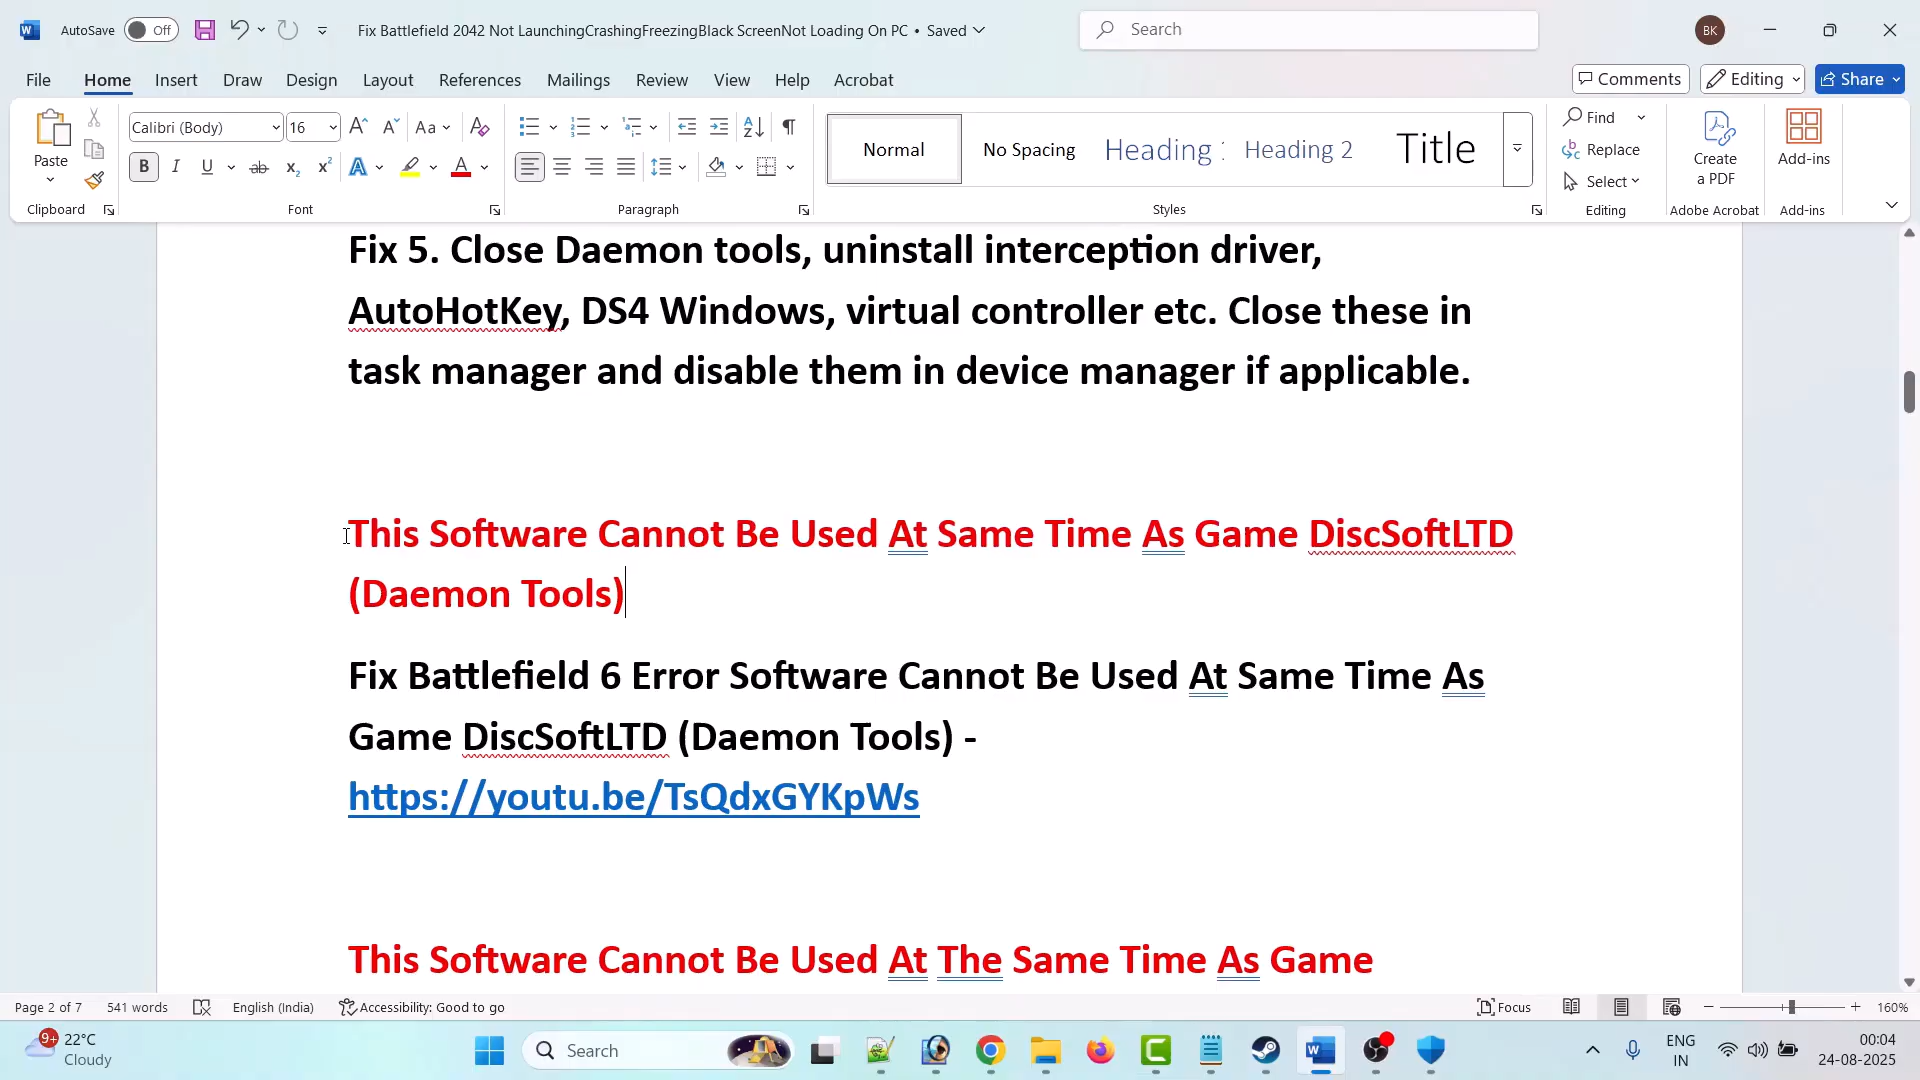 AutoSave Off Fix Battlefield 2042 Not LaunchingCrashingFreezingBlack ScreenNot Loading On PC • Saved Search BK
File Home Insert Draw Design Layout References Mailings Review View Help Acrobat Comments Editing Share
Calibri (Body) 16 Aa
Paste
B I U ab x₂ x² A A
Normal No Spacing Heading Heading 2 Title
Find
Replace
Select
Create
a PDF
Add-ins
Clipboard Font Paragraph Styles Editing Adobe Acrobat Add-ins
Fix 5. Close Daemon tools, uninstall interception driver,
AutoHotKey, DS4 Windows, virtual controller etc. Close these in
task manager and disable them in device manager if applicable.
This Software Cannot Be Used At Same Time As Game DiscSoftLTD
(Daemon Tools)
Fix Battlefield 6 Error Software Cannot Be Used At Same Time As
Game DiscSoftLTD (Daemon Tools) -
https://youtu.be/TsQdxGYKpWs
This Software Cannot Be Used At The Same Time As Game
Page 2 of 7 541 words English (India) Accessibility: Good to go Focus 160%
9+ 22°C
Cloudy
Search
ENG
IN
00:04
24-08-2025